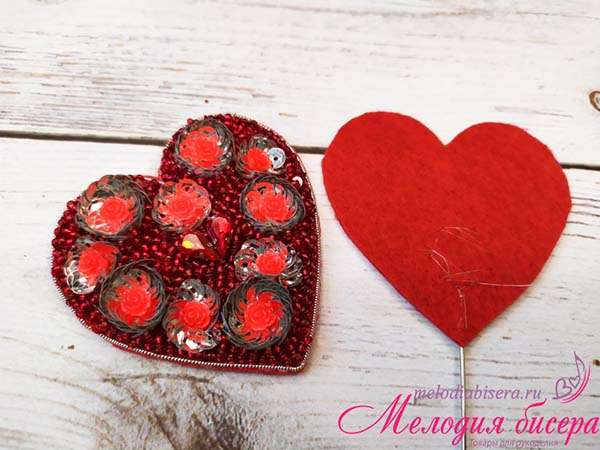 melodiabisera.ru
Мелодия бисера
Товары для рукоделия